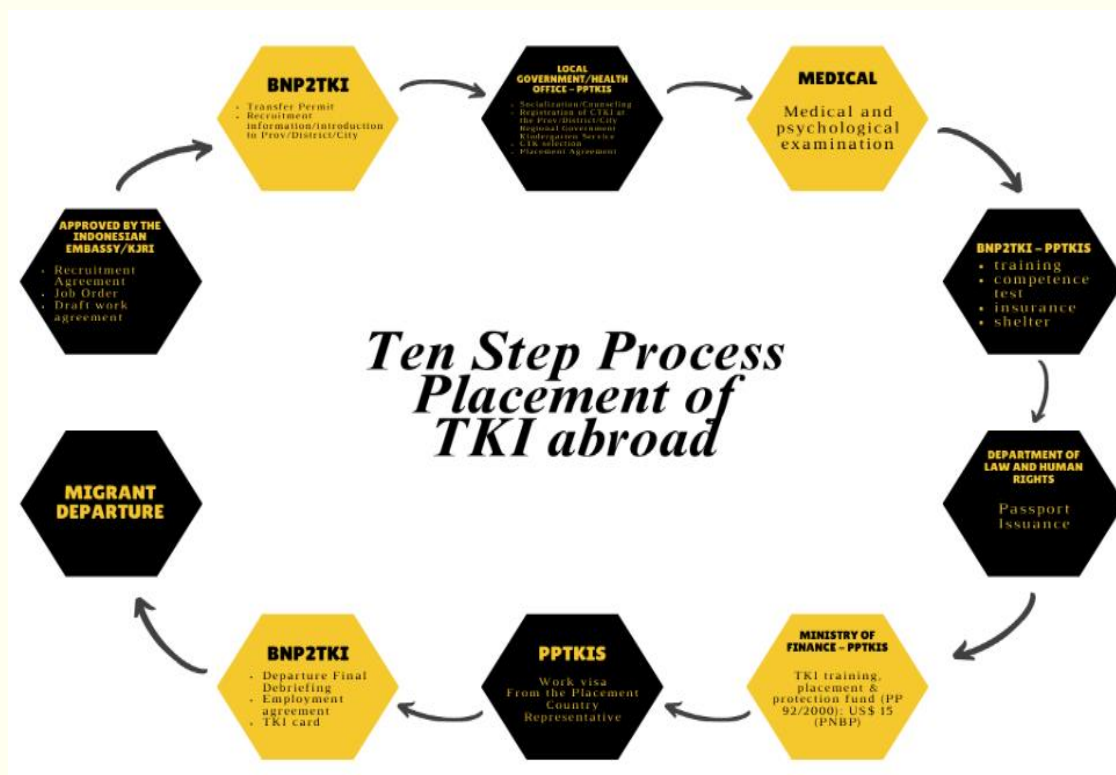 BNP2TKI
Transfer Permit
Recruitment
information/introduction
to Prov/District/City
LOCAL
GOVERNMENT/HEALTH
OFFICE – PPTKIS
Socialization/Counseling
Registration of CTKI at
the Prov/District/City
Regional Government
Kindergarten Service
CTK selection
Placement Agreement
MEDICAL
Medical and
psychological
examination
APPROVED BY THE
INDONESIAN
EMBASSY/KJRI
Recruitment
Agreement
Job Order
Draft work
agreement
BNP2TKI – PPTKIS
training
competence
test
insurance
shelter
Ten Step Process
Placement of
TKI abroad
MIGRANT
DEPARTURE
DEPARTMENT OF
LAW AND HUMAN
RIGHTS
Passport
Issuance
BNP2TKI
Departure Final
Debriefing
Employment
agreement
TKI card
PPTKIS
Work visa
From the Placement
Country
Representative
MINISTRY OF
FINANCE – PPTKIS
TKI training,
placement &
protection fund (PP
92/2000); US$ 15
(PNBP)